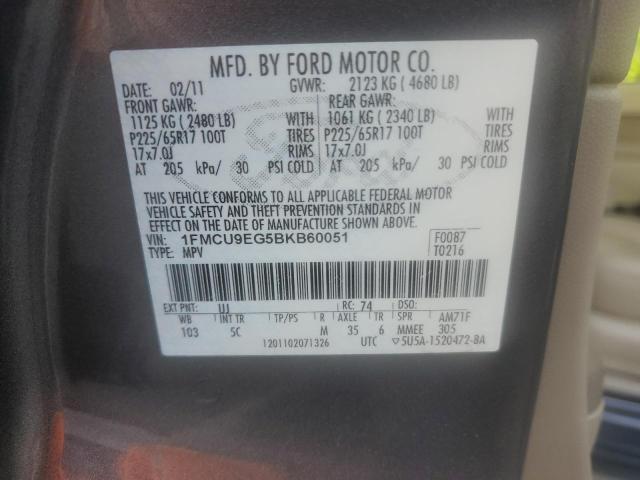 MFD. BY FORD MOTOR CO.
DATE: 02/11 GVWR: 2123 KG ( 4680 LB)
FRONT GAWR: REAR GAWR:
1125 KG ( 2480 LB) WITH 1061 KG ( 2340 LB) WITH
P225/65R17 100T TIRES P225/65R17 100T TIRES
17x7.0J RIMS 17x7.0J RIMS
AT 205 kPa/ 30 PSI COLD AT 205 kPa/ 30 PSI COLD
THIS VEHICLE CONFORMS TO ALL APPLICABLE FEDERAL MOTOR
VEHICLE SAFETY AND THEFT PREVENTION STANDARDS IN
EFFECT ON THE DATE OF MANUFACTURE SHOWN ABOVE.
VIN: 1FMCU9EG5BKB60051 F0087
TYPE: MPV T0216
EXT PNT: UJ RC: 74 DSO:
WB INT TR TP/PS R AXLE TR SPR AM71F
103 5C M 35 6 MMEE 305
1201102071326 UTC ▽5U5A-1520472-BA